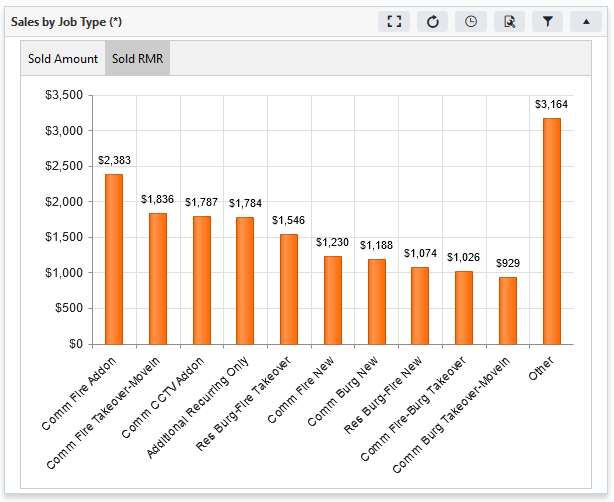 Sales by Job Type (*)
Sold Amount Sold RMR
$3,500
$3,000
$2,500
$2,000
$1,500
$1,000
$500
$0
$2,383
$1,836
$1,787
$1,784
$1,546
$1,230
$1,188
$1,074
$1,026
$929
$3,164
Comm Fire Addon
Comm Fire Takeover-MoveIn
Comm CCTV Addon
Additional Recurring Only
Res Burg-Fire Takeover
Comm Fire New
Comm Burg New
Res Burg-Fire New
Comm Fire-Burg Takeover
Comm Burg Takeover-MoveIn
Other